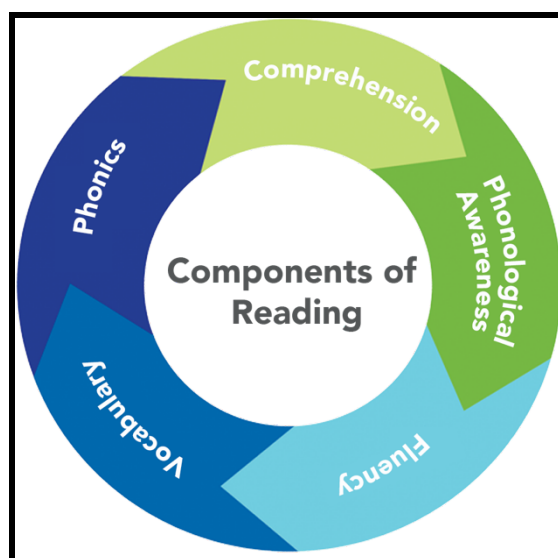 Comprehension
Phonological
Awareness
Fluency
Vocabulary
Phonics
Components of
Reading